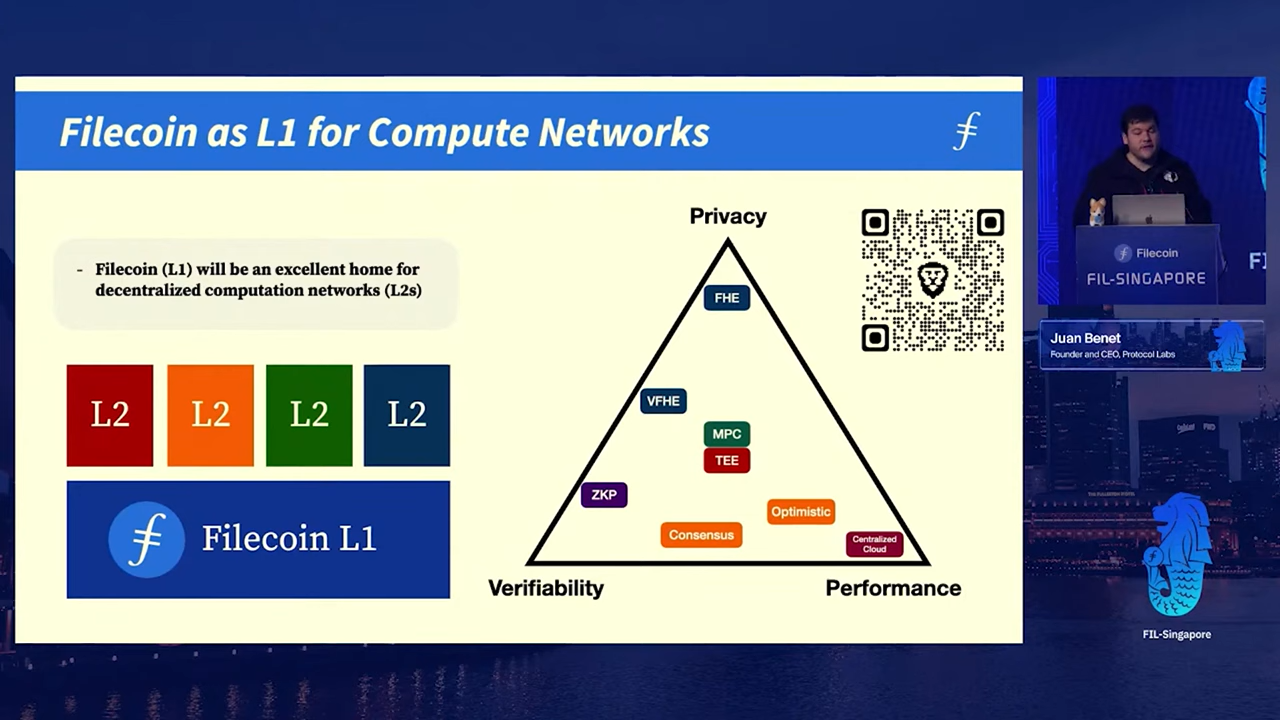 Filecoin as L1 for Compute Networks
- Filecoin (L1) will be an excellent home for
decentralized computation networks (L2s)
L2
L2
L2
L2
Filecoin L1
Privacy
FHE
VFHE
MPC
TEE
ZKP
Optimistic
Consensus
Centralized
Cloud
Verifiability
Performance
Filecoin
FIL-SINGAPORE
Juan Benet
Founder and CEO, Protocol Labs
FIL-Singapore